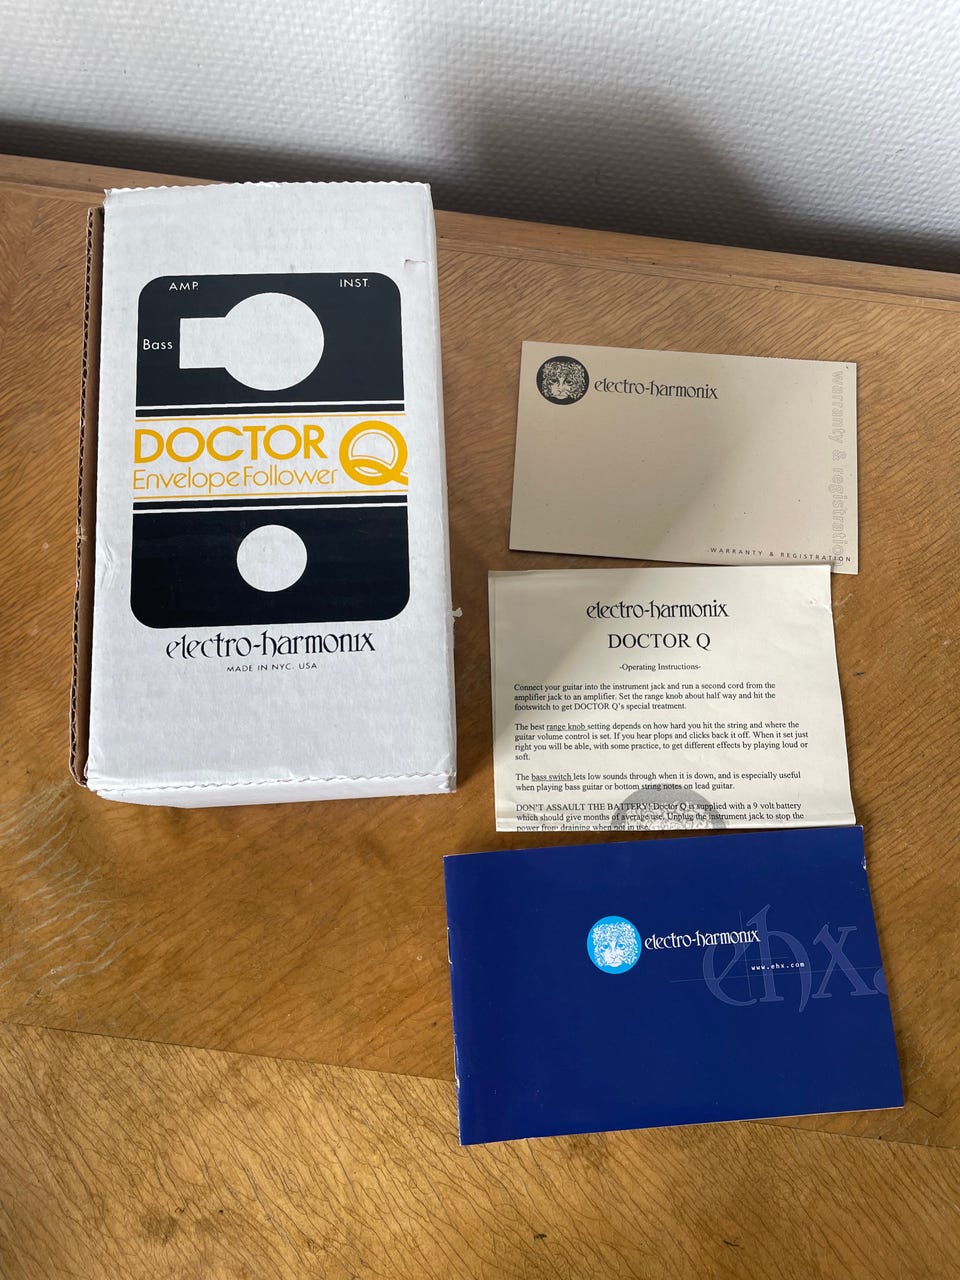 AMP. INST.
Bass
DOCTOR Q
Envelope Follower
electro-harmonix
MADE IN NYC, USA
electro-harmonix
warranty & registration
WARRANTY & REGISTRATION
electro-harmonix
DOCTOR Q
-Operating Instructions-
Connect your guitar into the instrument jack and run a second cord from the
amplifier jack to an amplifier. Set the range knob about half way and hit the
footswitch to get DOCTOR Q's special treatment.
The best range knob setting depends on how hard you hit the string and where the
guitar volume control is set. If you hear plops and clicks back it off. When it set just
right you will be able, with some practice, to get different effects by playing loud or
soft.
The bass switch lets low sounds through when it is down, and is especially useful
when playing bass guitar or bottom string notes on lead guitar.
DON'T ASSAULT THE BATTERY! Doctor Q is supplied with a 9 volt battery
which should give months of average use. Unplug the instrument jack to stop the
power from draining when not in use.
electro-harmonix
ehx
www.ehx.com